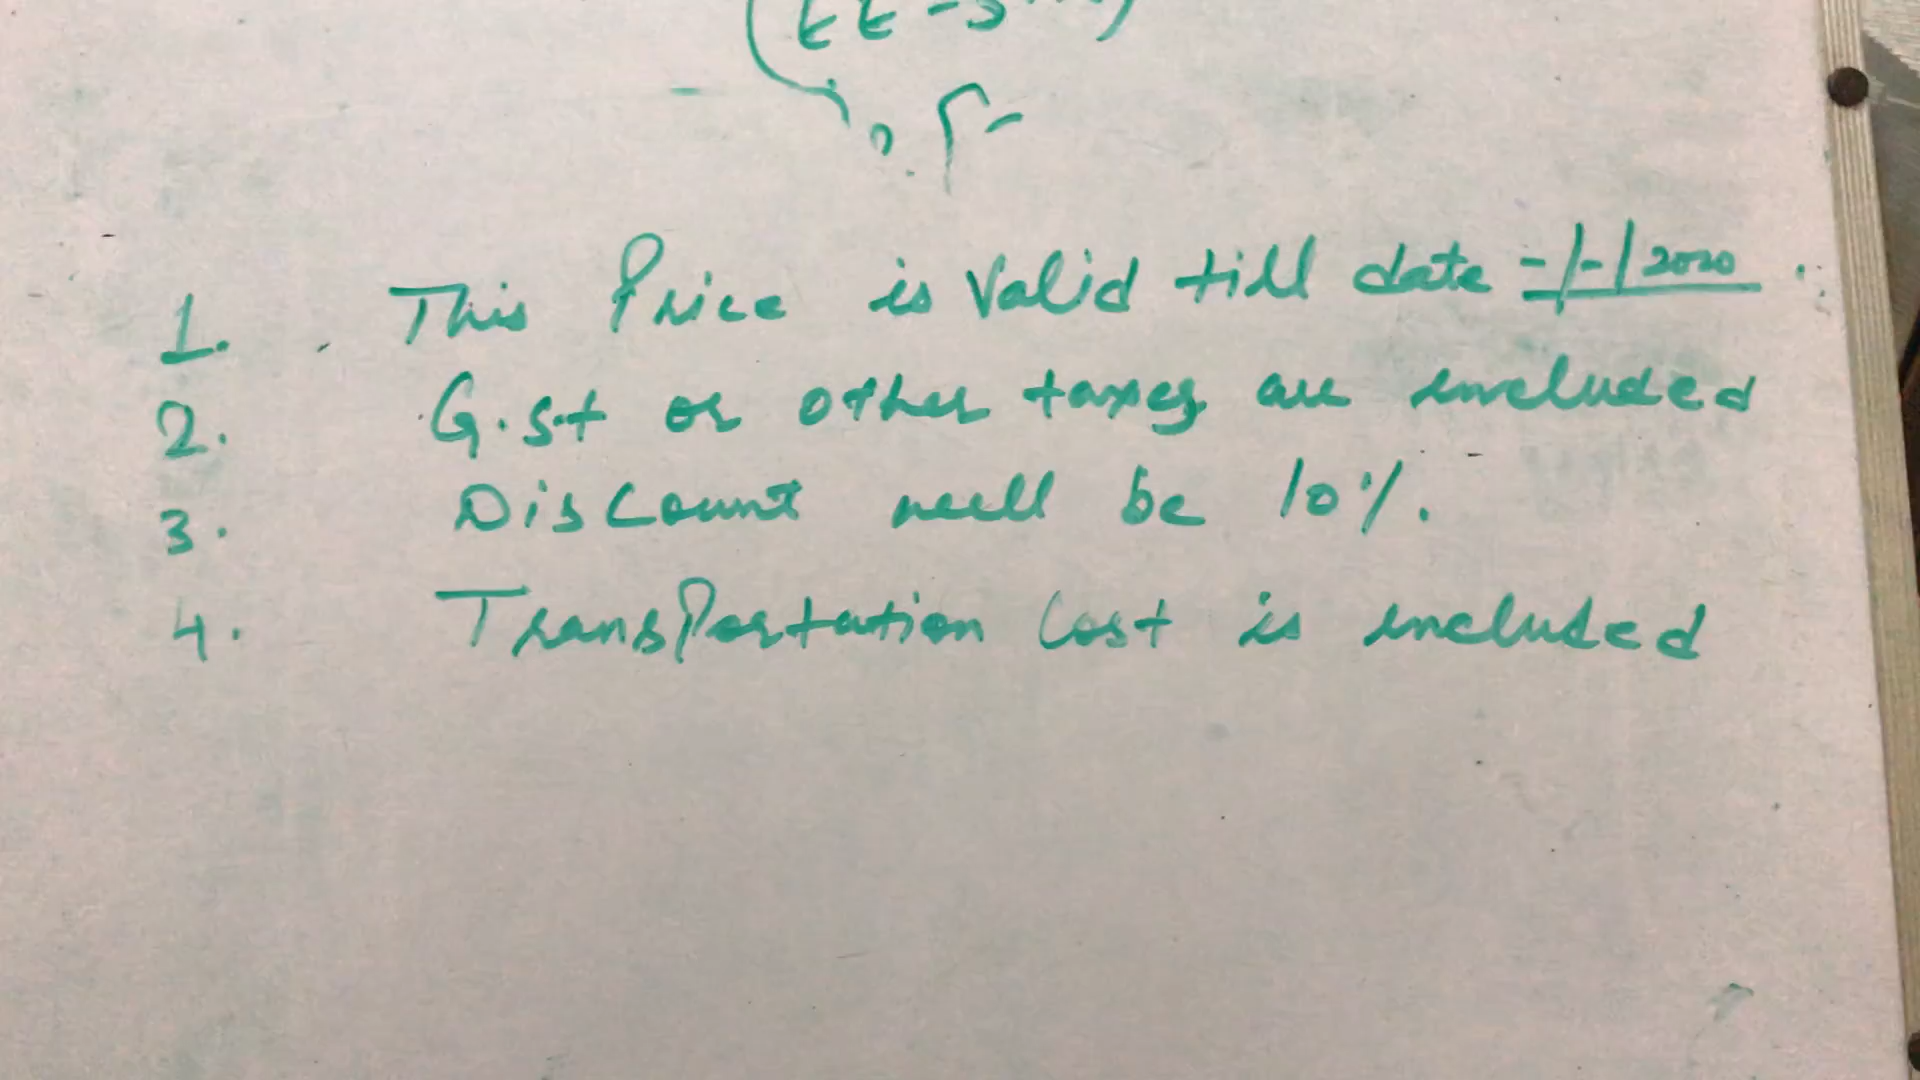 1. This Price is Valid till date -/-/2020.
2. G.st or other taxes are included
3. Discount will be 10%.
4. Transportation Cost is included